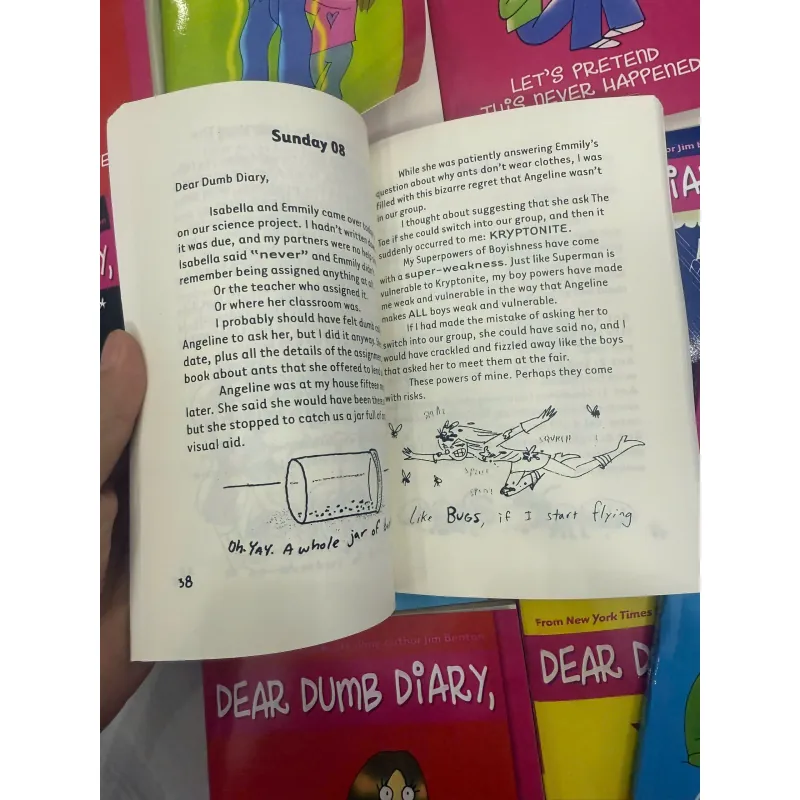 LET'S PRETEND
THIS NEVER HAPPENED
Sunday 08
Dear Dumb Diary,
Isabella and Emmily came over
on our science project. I hadn't written
it was due, and my partners were no
Isabella said "never" and Emmily
remember being assigned anything at
Or the teacher who assigned it.
Or where her classroom was.
I probably should have felt dumb
Angeline to ask her, but I did it anyway.
date, plus all the details of the
book about ants that she offered to
Angeline was at my house fifteen
later. She said she would have been
but she stopped to catch us a jar full of
visual aid.
Oh. YAY. A whole jar of
38
While she was patiently answering Emmily's
question about why ants don't wear clothes, I was
filled with this bizarre regret that Angeline wasn't
in our group.
I thought about suggesting that she ask The
Toe if she could switch into our group, and then it
suddenly occurred to me: KRYPTONITE.
My Superpowers of Boyishness have come
with a super-weakness. Just like Superman is
vulnerable to Kryptonite, my boy powers have made
me weak and vulnerable in the way that Angeline
makes ALL boys weak and vulnerable.
If I had made the mistake of asking her to
switch into our group, she could have said no, and I
would have crackled and fizzled away like the boys
that asked her to meet them at the fair.
These powers of mine. Perhaps they come
with risks.
Like BUGS, if I start flying
or Jim
From New York Times
Author Jim Benton
DEAR DUMB DIARY,
DEAR